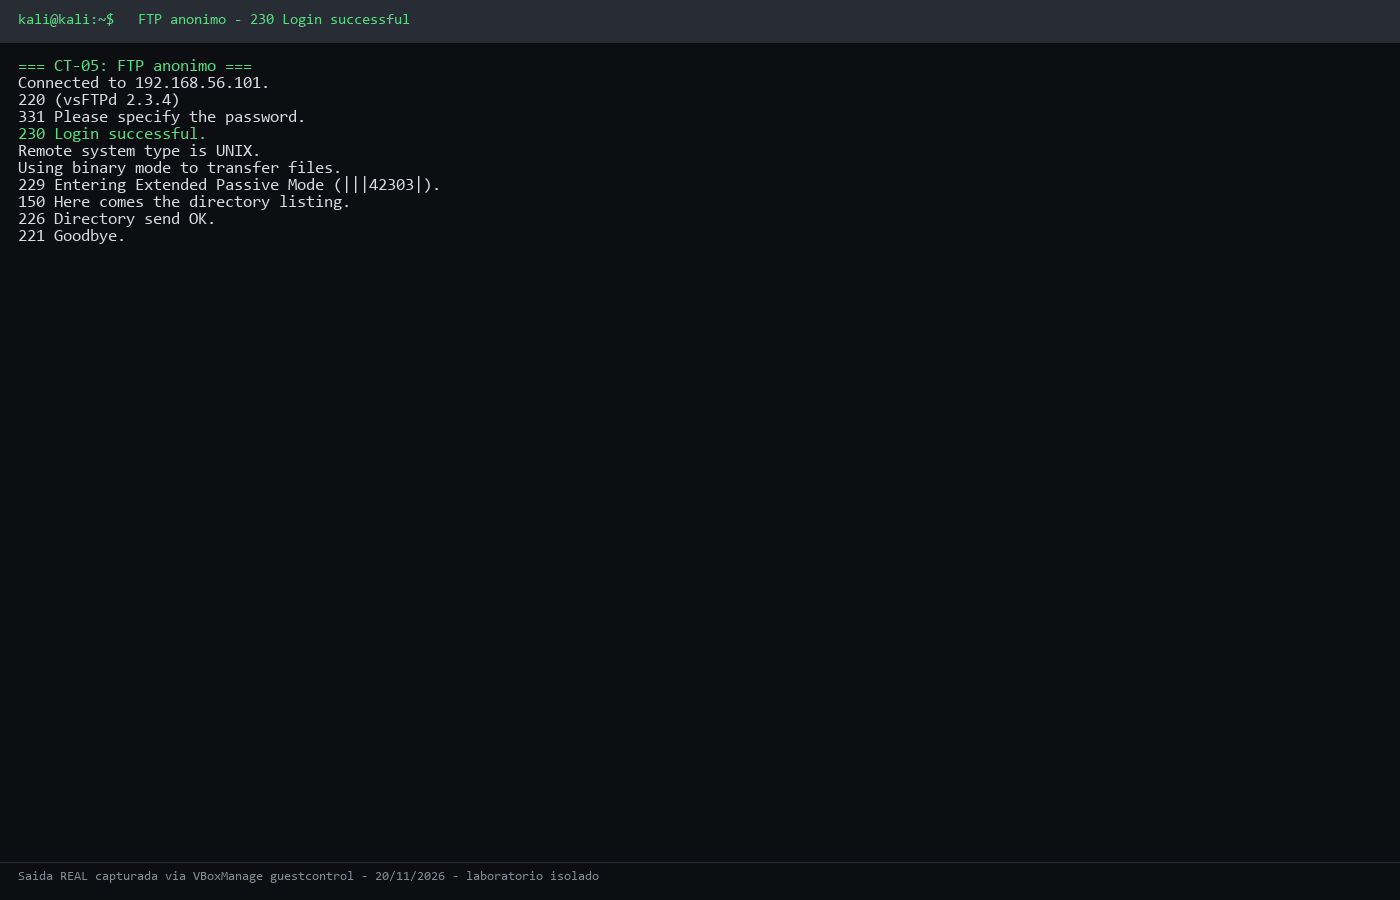 kali@kali:~$ FTP anonimo - 230 Login successful
=== CT-05: FTP anonimo ===
Connected to 192.168.56.101.
220 (vsFTPd 2.3.4)
331 Please specify the password.
230 Login successful.
Remote system type is UNIX.
Using binary mode to transfer files.
229 Entering Extended Passive Mode (|||42303|).
150 Here comes the directory listing.
226 Directory send OK.
221 Goodbye.
Saida REAL capturada via VBoxManage guestcontrol - 20/11/2026 - laboratorio isolado